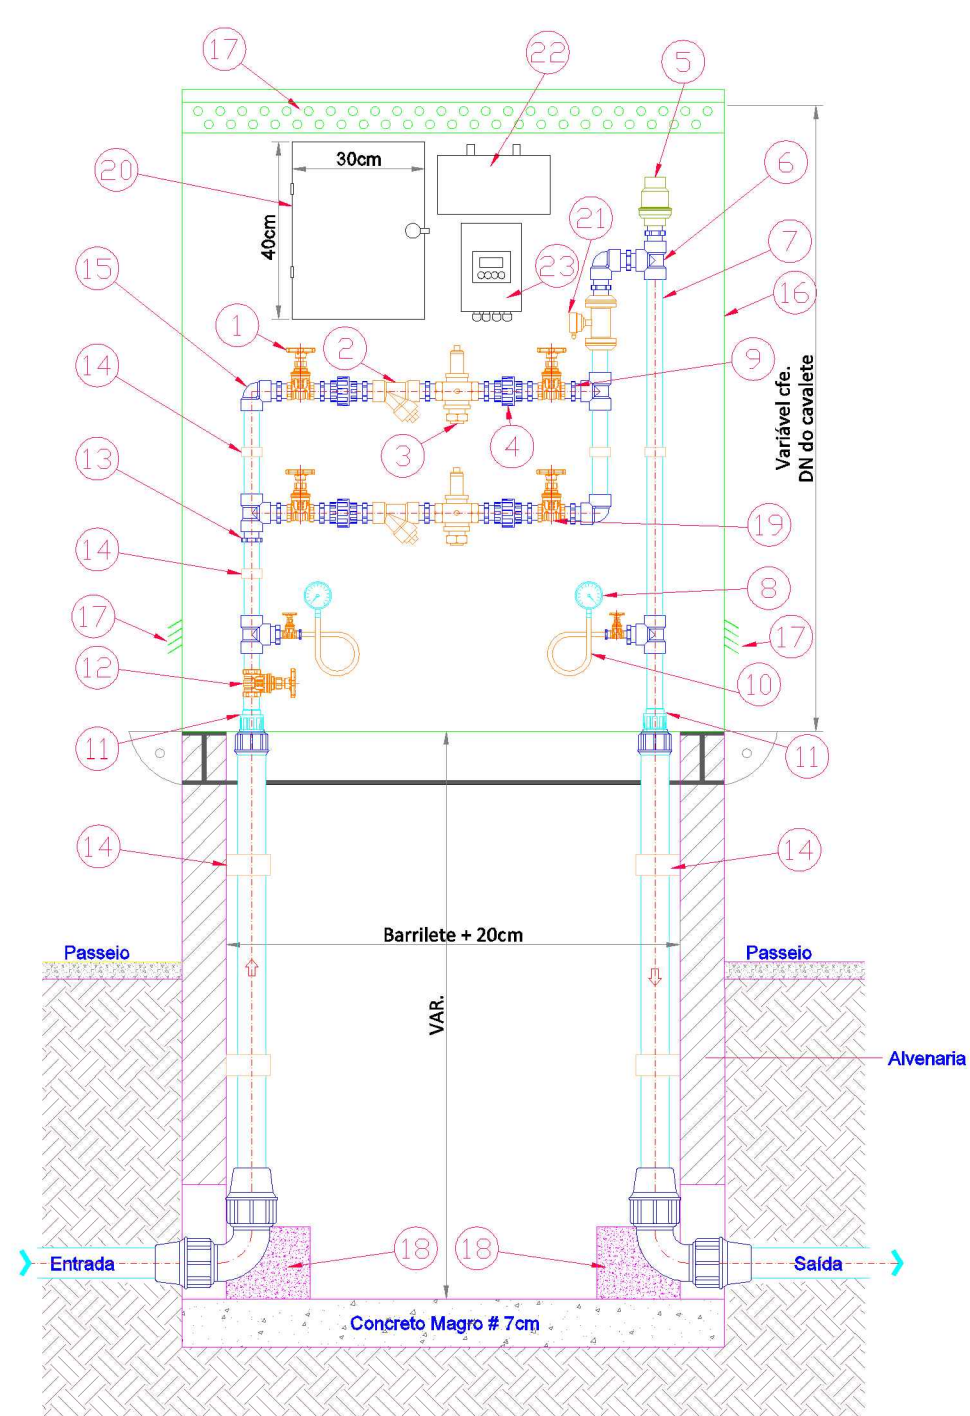 17
22
5
20
30cm
6
40cm
21
7
15
23
16
1
2
14
9
Variável cfe.
DN do cavalete
3
4
13
19
14
8
17
17
12
10
11
11
14
14
Barrilete + 20cm
Passeio
Passeio
VAR.
Alvenaria
18
18
Entrada
Saída
Concreto Magro # 7cm